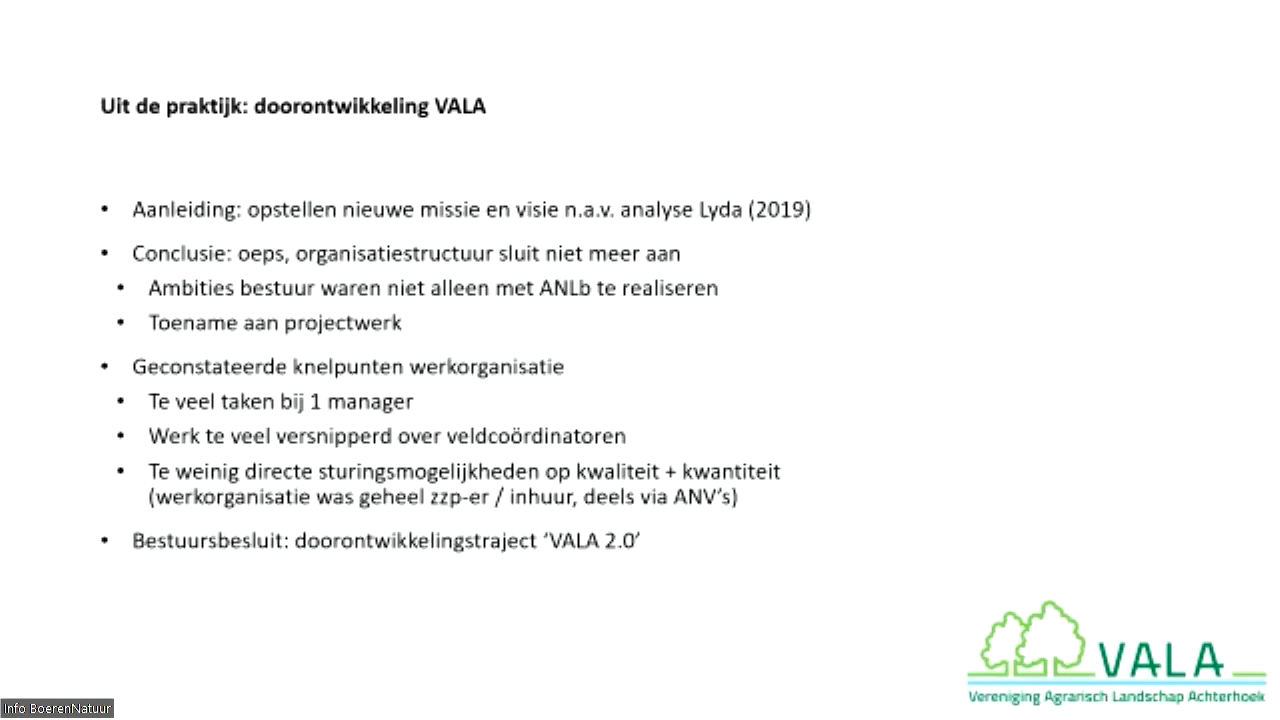 Uit de praktijk: doorontwikkeling VALA
• Aanleiding: opstellen nieuwe missie en visie n.a.v. analyse Lyda (2019)
• Conclusie: oeps, organisatiestructuur sluit niet meer aan
• Ambities bestuur waren niet alleen met ANLb te realiseren
• Toename aan projectwerk
• Geconstateerde knelpunten werkorganisatie
• Te veel taken bij 1 manager
• Werk te veel versnipperd over veldcoördinatoren
• Te weinig directe sturingsmogelijkheden op kwaliteit + kwantiteit
(werkorganisatie was geheel zzp-er / inhuur, deels via ANV’s)
• Bestuursbesluit: doorontwikkelingstraject ‘VALA 2.0’
VALA
Vereniging Agrarisch Landschap Achterhoek
Info BoerenNatuur